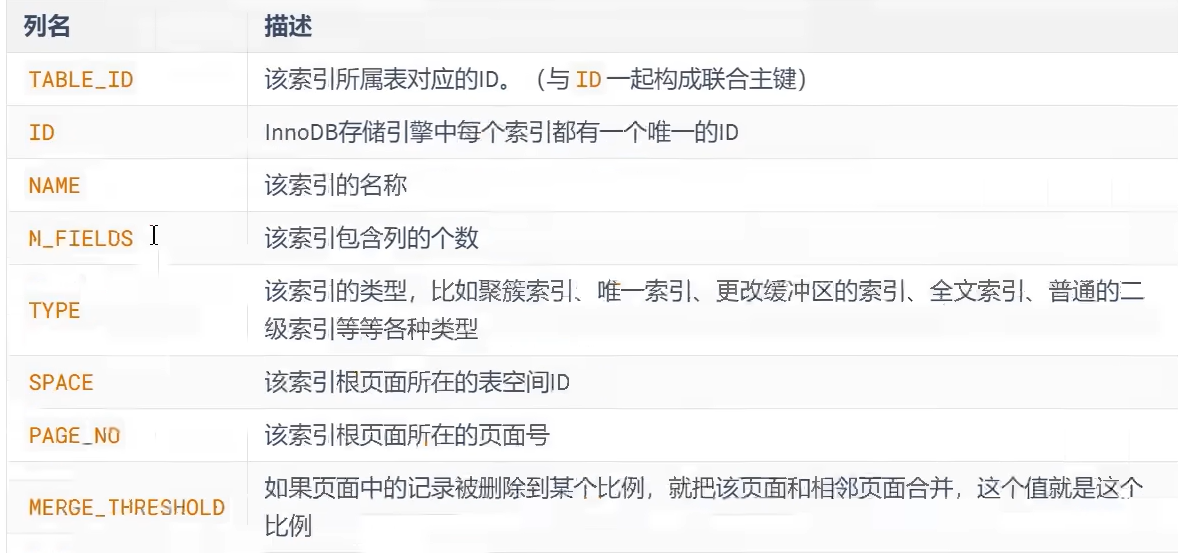 列名 描述
TABLE_ID 该索引所属表对应的ID。（与 ID 一起构成联合主键）
ID InnoDB存储引擎中每个索引都有一个唯一的ID
NAME 该索引的名称
N_FIELDS 该索引包含列的个数
TYPE 该索引的类型，比如聚簇索引、唯一索引、更改缓冲区的索引、全文索引、普通的二
级索引等等各种类型
SPACE 该索引根页面所在的表空间ID
PAGE_NO 该索引根页面所在的页面号
MERGE_THRESHOLD 如果页面中的记录被删除到某个比例，就把该页面和相邻页面合并，这个值就是这个
比例